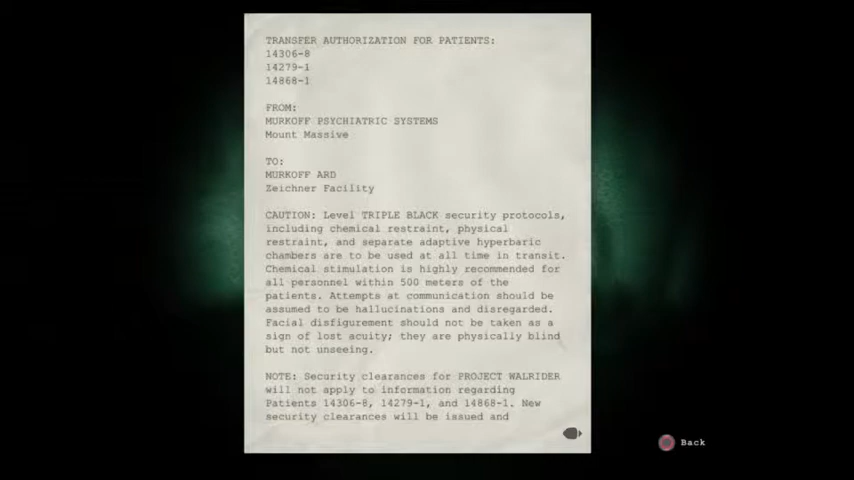 TRANSFER AUTHORIZATION FOR PATIENTS:
14306-8
14279-1
14868-1
FROM:
MURKOFF PSYCHIATRIC SYSTEMS
Mount Massive
TO:
MURKOFF ARD
Zeichner Facility
CAUTION: Level TRIPLE BLACK security protocols,
including chemical restraint, physical
restraint, and separate adaptive hyperbaric
chambers are to be used at all time in transit.
Chemical stimulation is highly recommended for
all personnel within 500 meters of the
patients. Attempts at communication should be
assumed to be hallucinations and disregarded.
Facial disfigurement should not be taken as a
sign of lost acuity; they are physically blind
but not unseeing.
NOTE: Security clearances for PROJECT WALRIDER
will not apply to information regarding
Patients 14306-8, 14279-1, and 14868-1. New
security clearances will be issued and
Back